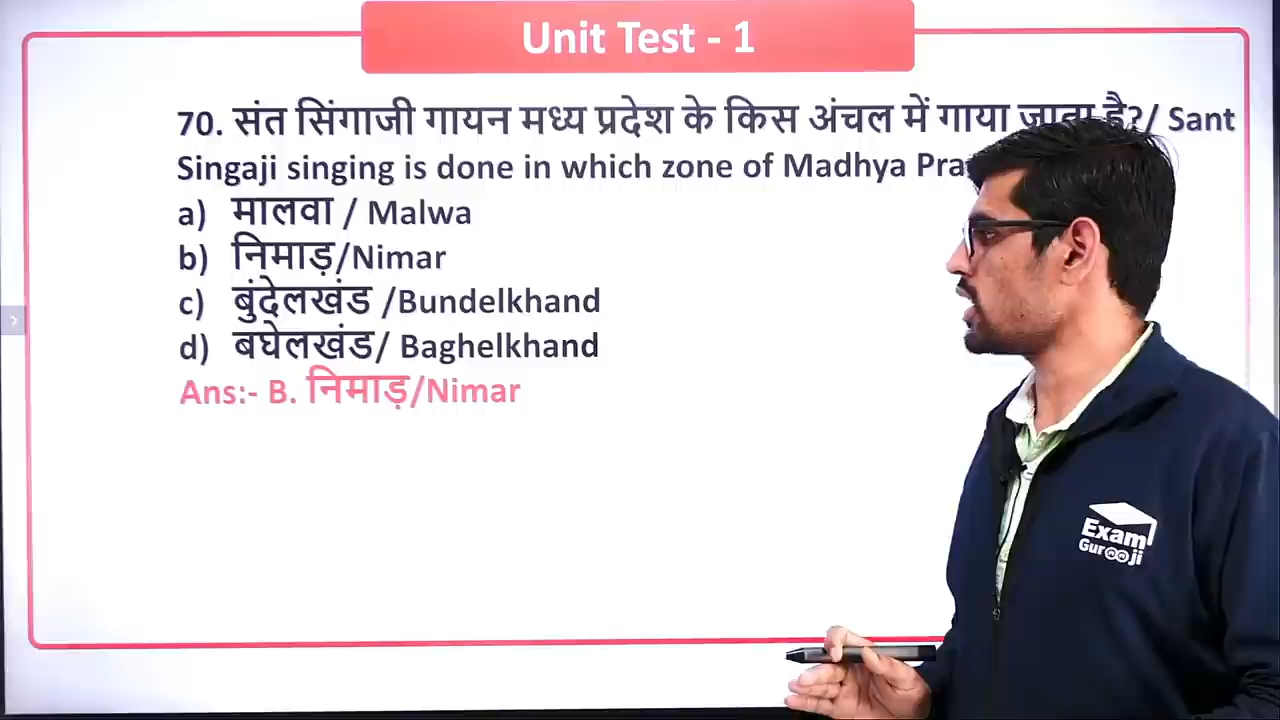 Unit Test - 1
70. संत सिंगाजी गायन मध्य प्रदेश के किस अंचल में गाया जाता है?/ Sant
Singaji singing is done in which zone of Madhya
a) मालवा / Malwa
b) निमाड़/Nimar
c) बुंदेलखंड /Bundelkhand
d) बघेलखंड/ Baghelkhand
Ans:- B. निमाड़/Nimar
Exam
Gurooji